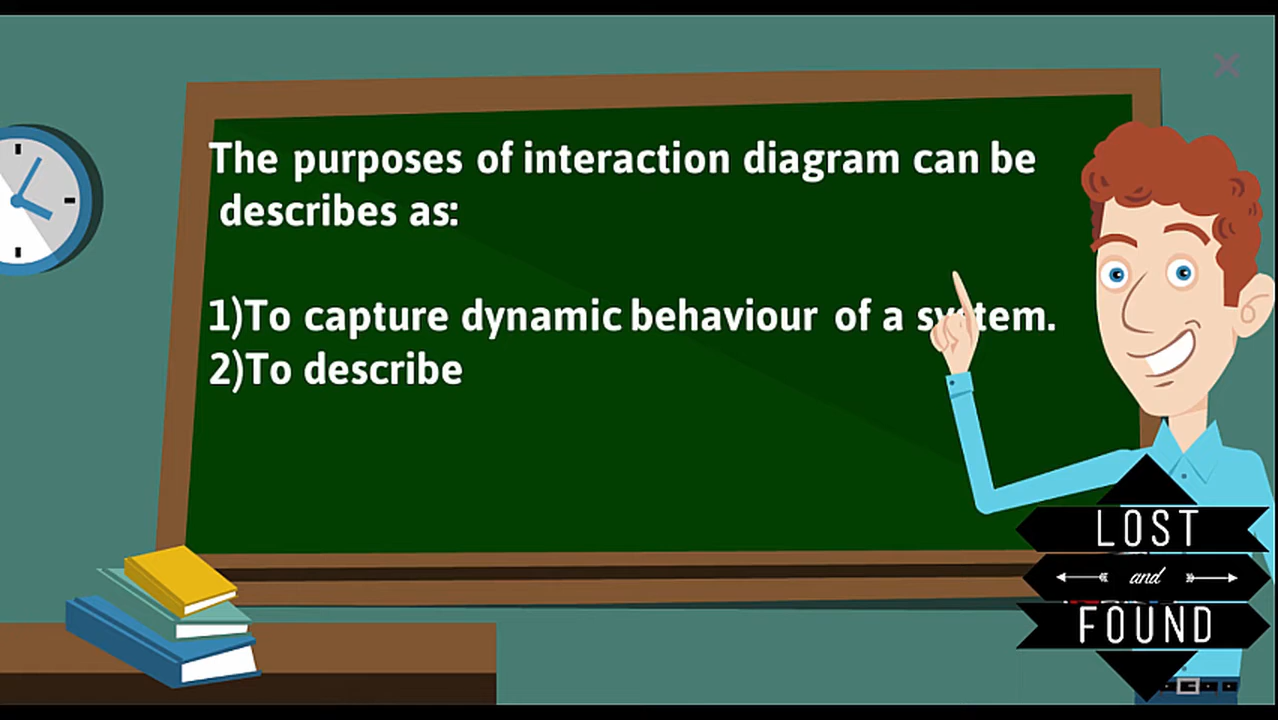 The purposes of interaction diagram can be
describes as:
1)To capture dynamic behaviour of a system.
2)To describe
LOST
and
FOUND